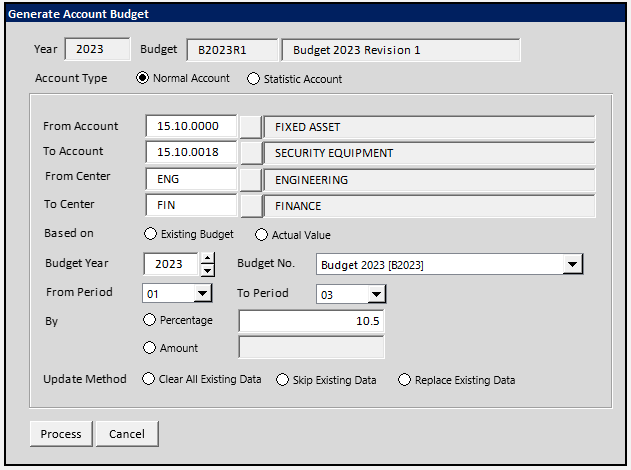 Generate Account Budget
Year 2023 Budget B2023R1 Budget 2023 Revision 1
Account Type Normal Account Statistic Account
From Account 15.10.0000 FIXED ASSET
To Account 15.10.0018 SECURITY EQUIPMENT
From Center ENG ENGINEERING
To Center FIN FINANCE
Based on Existing Budget Actual Value
Budget Year 2023 Budget No. Budget 2023 [B2023]
From Period 01 To Period 03
By Percentage 10.5
Amount
Update Method Clear All Existing Data Skip Existing Data Replace Existing Data
Process Cancel